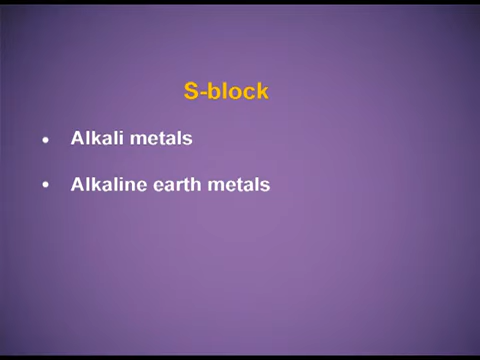 S-block
• Alkali metals
• Alkaline earth metals